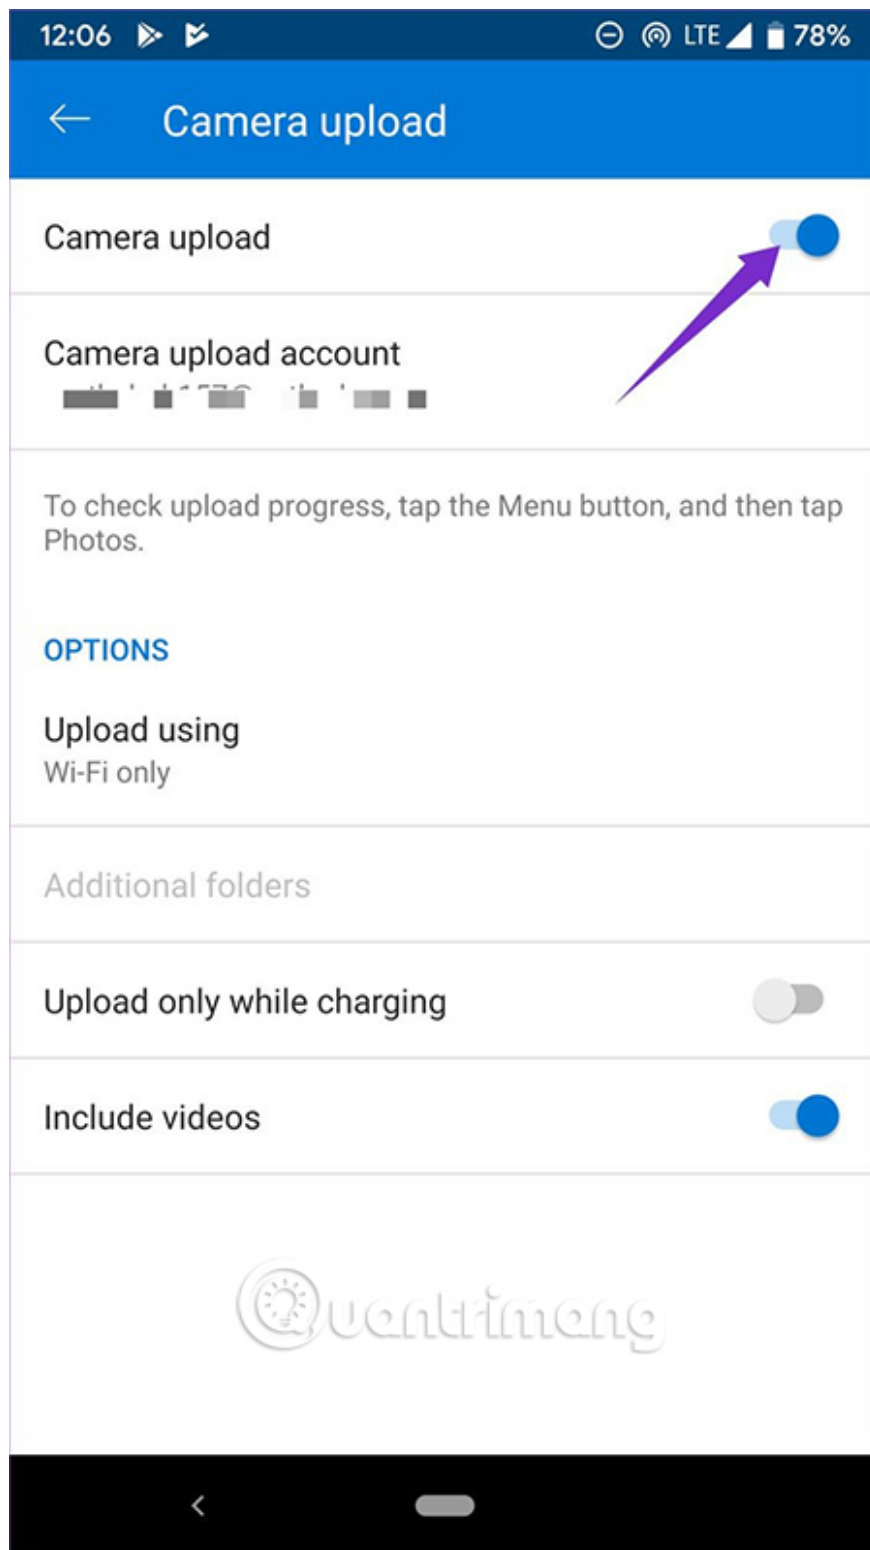 12:06 LTE 78%
Camera upload
Camera upload
Camera upload account
To check upload progress, tap the Menu button, and then tap
Photos.
OPTIONS
Upload using
Wi-Fi only
Additional folders
Upload only while charging
Include videos
Quantrimang